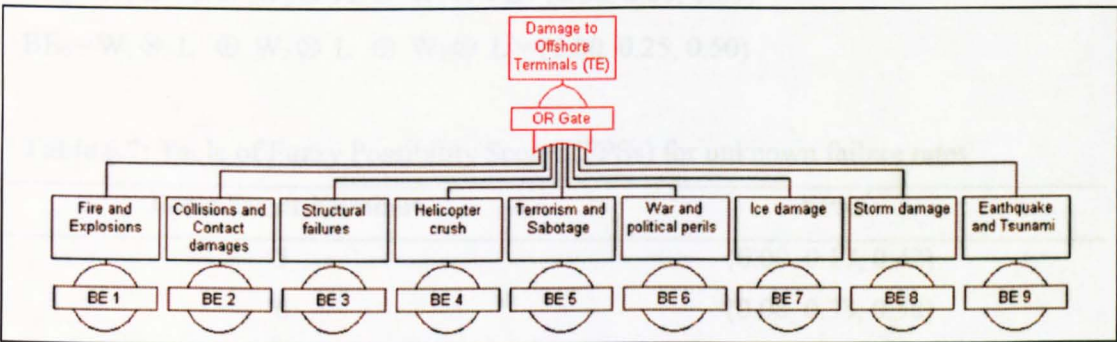 Damage to
Offshore
Terminals (TE)
OR Gate
Fire and
Explosions
Collisions and
Contact
damages
Structural
failures
Helicopter
crush
Terrorism and
Sabotage
War and
political perils
Ice damage
Storm damage
Earthquake
and Tsunami
BE 1
BE 2
BE 3
BE 4
BE 5
BE 6
BE 7
BE 8
BE 9